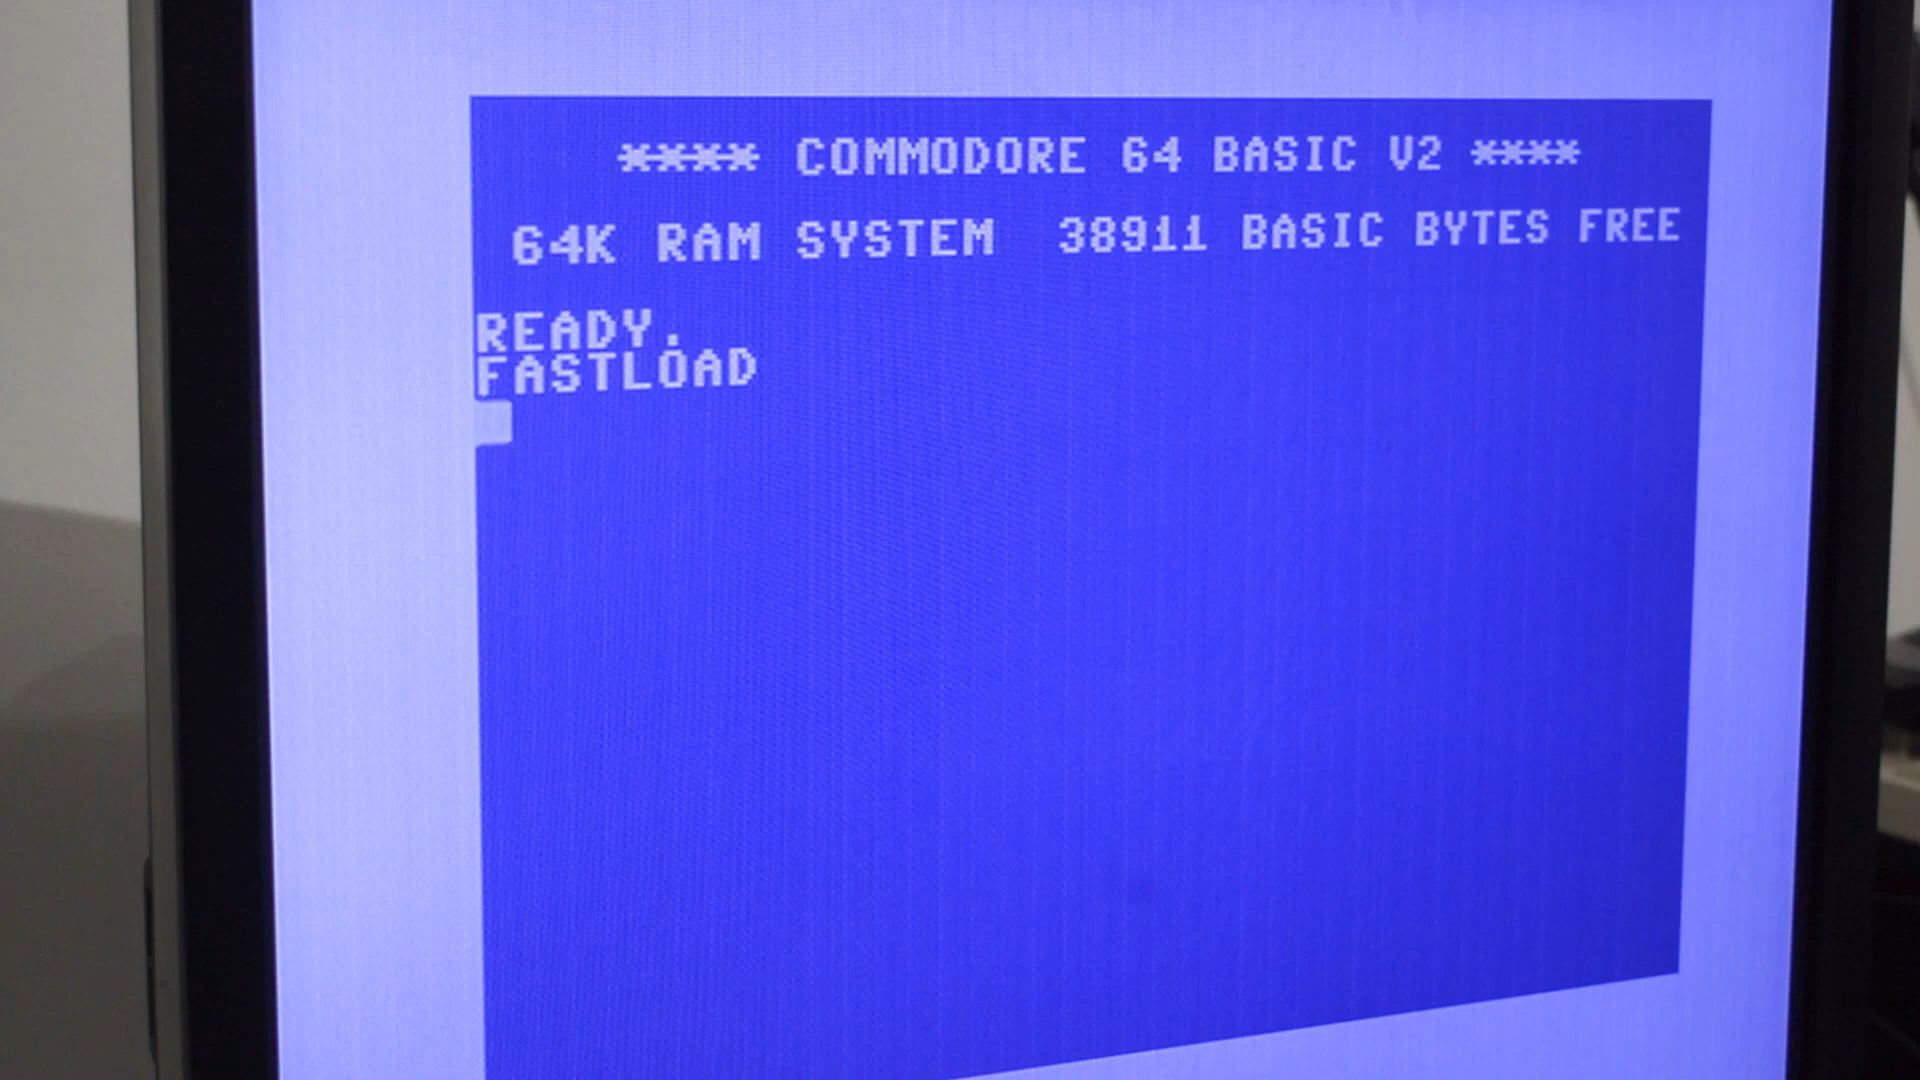 **** COMMODORE 64 BASIC V2 ****
64K RAM SYSTEM  38911 BASIC BYTES FREE
READY.
FASTLOAD